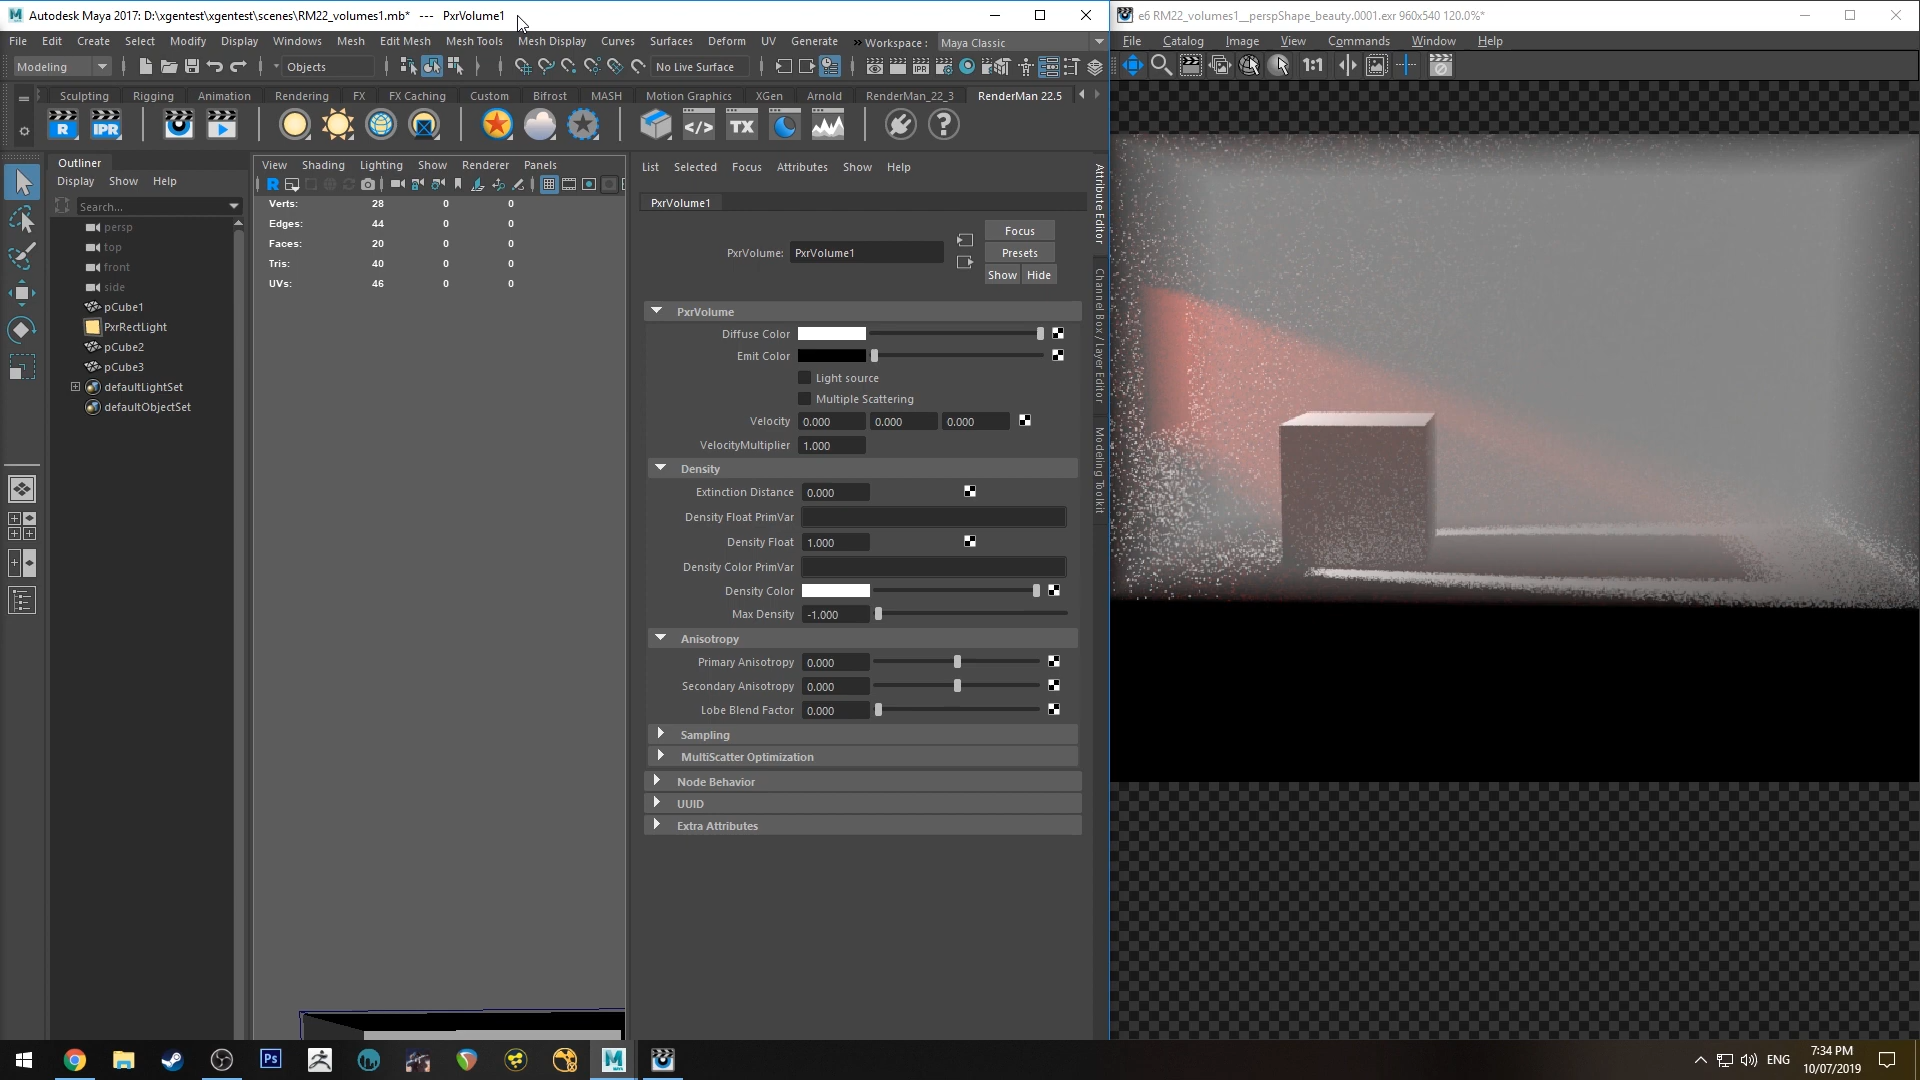 Autodesk Maya 2017: D:\xgentest\xgentest\scenes\RM22_volumes1.mb* --- PxrVolume1
File Edit Create Select Modify Display Windows Mesh Edit Mesh Mesh Tools Mesh Display Curves Surfaces Deform UV Generate » Workspace : Maya Classic
Modeling Objects No Live Surface
Sculpting Rigging Animation Rendering FX FX Caching Custom Bifrost MASH Motion Graphics XGen Arnold RenderMan_22_3 RenderMan 22.5
R IPR </> TX ?
Outliner
Display Show Help
Search...
persp
top
front
side
pCube1
PxrRectLight
pCube2
pCube3
defaultLightSet
defaultObjectSet
View Shading Lighting Show Renderer Panels
Verts: 28 0 0
Edges: 44 0 0
Faces: 20 0 0
Tris: 40 0 0
UVs: 46 0 0
List Selected Focus Attributes Show Help
PxrVolume1
PxrVolume: PxrVolume1
Focus
Presets
Show Hide
PxrVolume
Diffuse Color
Emit Color
Light source
Multiple Scattering
Velocity 0.000 0.000 0.000
VelocityMultiplier 1.000
Density
Extinction Distance 0.000
Density Float PrimVar
Density Float 1.000
Density Color PrimVar
Density Color
Max Density -1.000
Anisotropy
Primary Anisotropy 0.000
Secondary Anisotropy 0.000
Lobe Blend Factor 0.000
Sampling
MultiScatter Optimization
Node Behavior
UUID
Extra Attributes
Attribute Editor
Channel Box / Layer Editor
Modeling Toolkit
e6 RM22_volumes1__perspShape_beauty.0001.exr 960x540 120.0%*
File Catalog Image View Commands Window Help
1:1
Ps
M
ENG
7:34 PM
10/07/2019